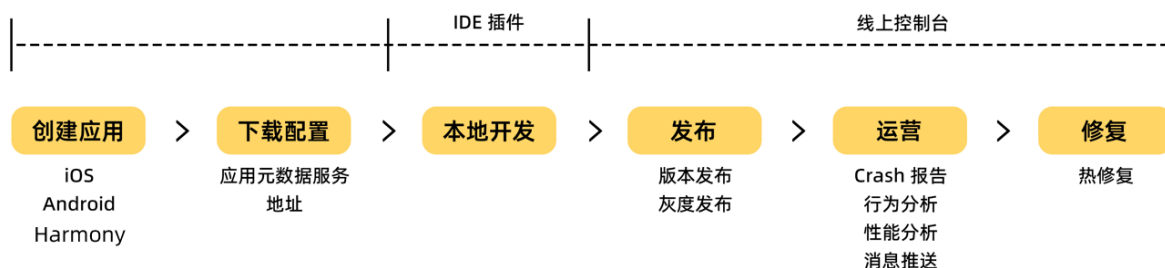 IDE 插件
线上控制台
创建应用 > 下载配置 > 本地开发 > 发布 > 运营 > 修复
iOS
Android
Harmony
应用元数据服务
地址
版本发布
灰度发布
Crash 报告
行为分析
性能分析
消息推送
热修复